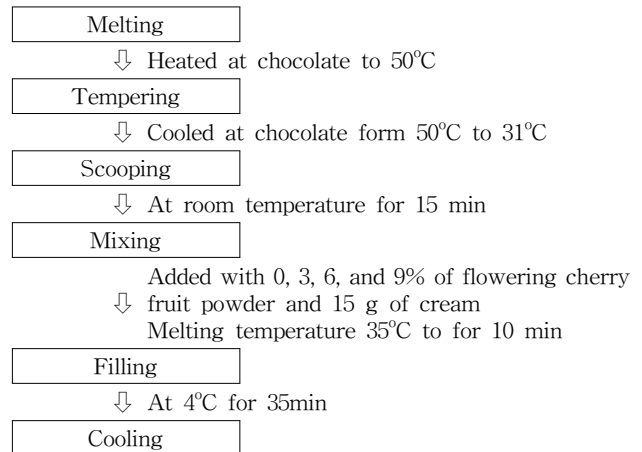 Melting
⇩ Heated at chocolate to 50°C
Tempering
⇩ Cooled at chocolate form 50°C to 31°C
Scooping
⇩ At room temperature for 15 min
Mixing
Added with 0, 3, 6, and 9% of flowering cherry
⇩ fruit powder and 15 g of cream
Melting temperature 35°C to for 10 min
Filling
⇩ At 4°C for 35min
Cooling